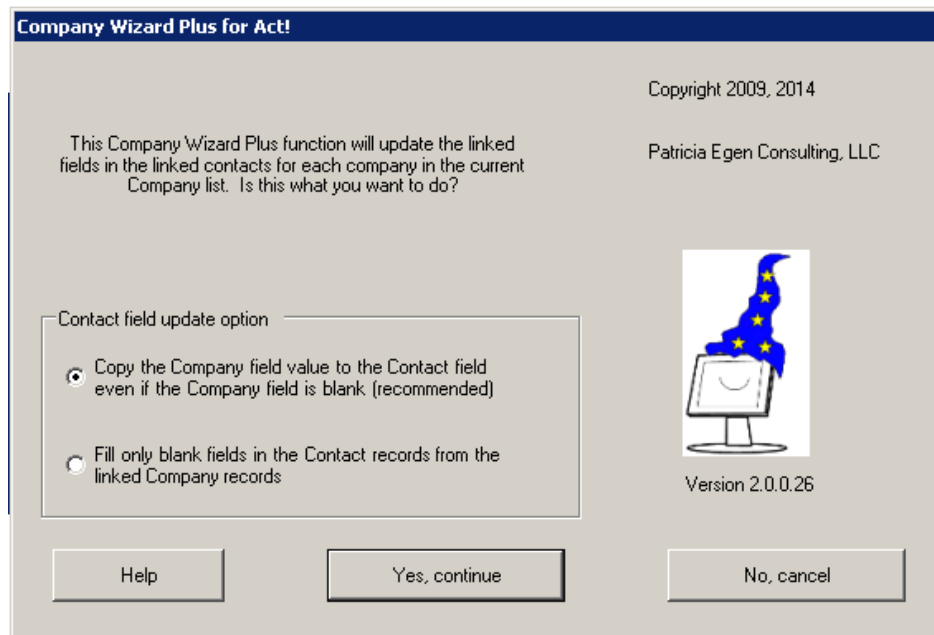 Company Wizard Plus for Act!
Copyright 2009, 2014
This Company Wizard Plus function will update the linked
fields in the linked contacts for each company in the current
Company list. Is this what you want to do?
Patricia Egen Consulting, LLC
Contact field update option
Copy the Company field value to the Contact field
even if the Company field is blank (recommended)
Fill only blank fields in the Contact records from the
linked Company records
Version 2.0.0.26
Help
Yes, continue
No, cancel